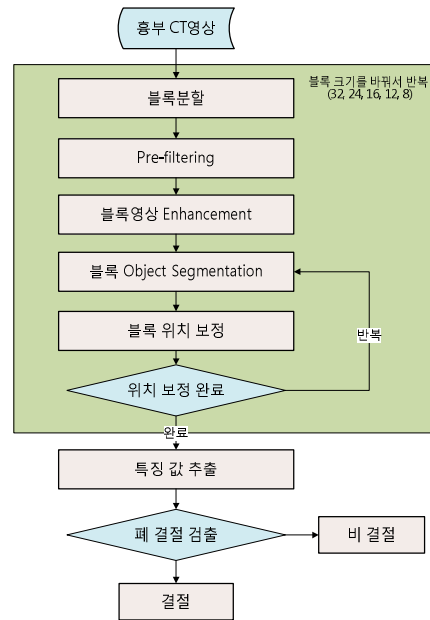 흉부 CT영상
블록 크기를 바꿔서 반복
(32, 24, 16, 12, 8)
블록분할
Pre-filtering
블록영상 Enhancement
블록 Object Segmentation
블록 위치 보정
반복
위치 보정 완료
완료
특징 값 추출
폐 결절 검출
비 결절
결절